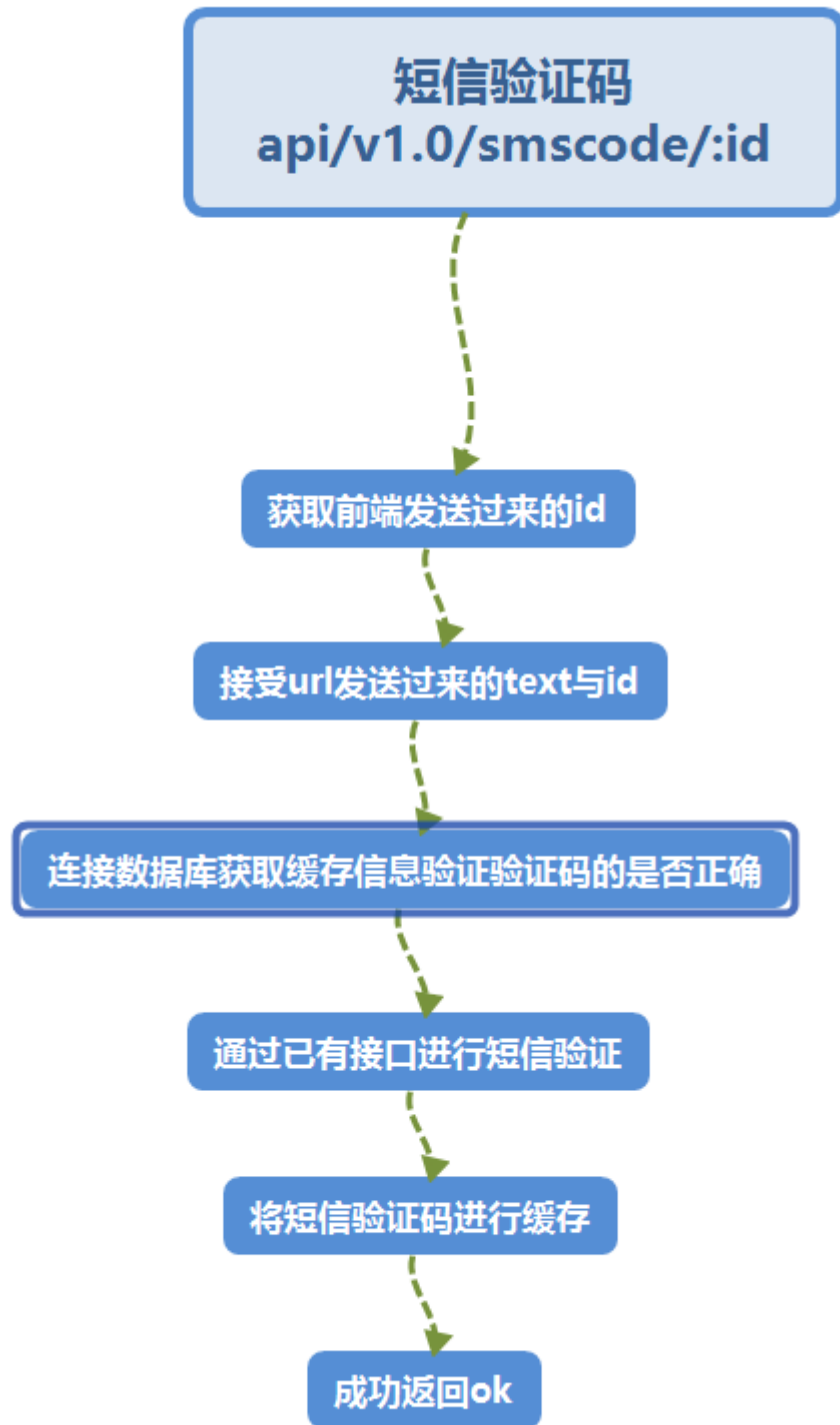 短信验证码
api/v1.0/smscode/:id
获取前端发送过来的id
接受url发送过来的text与id
连接数据库获取缓存信息验证验证码的是否正确
通过已有接口进行短信验证
将短信验证码进行缓存
成功返回ok